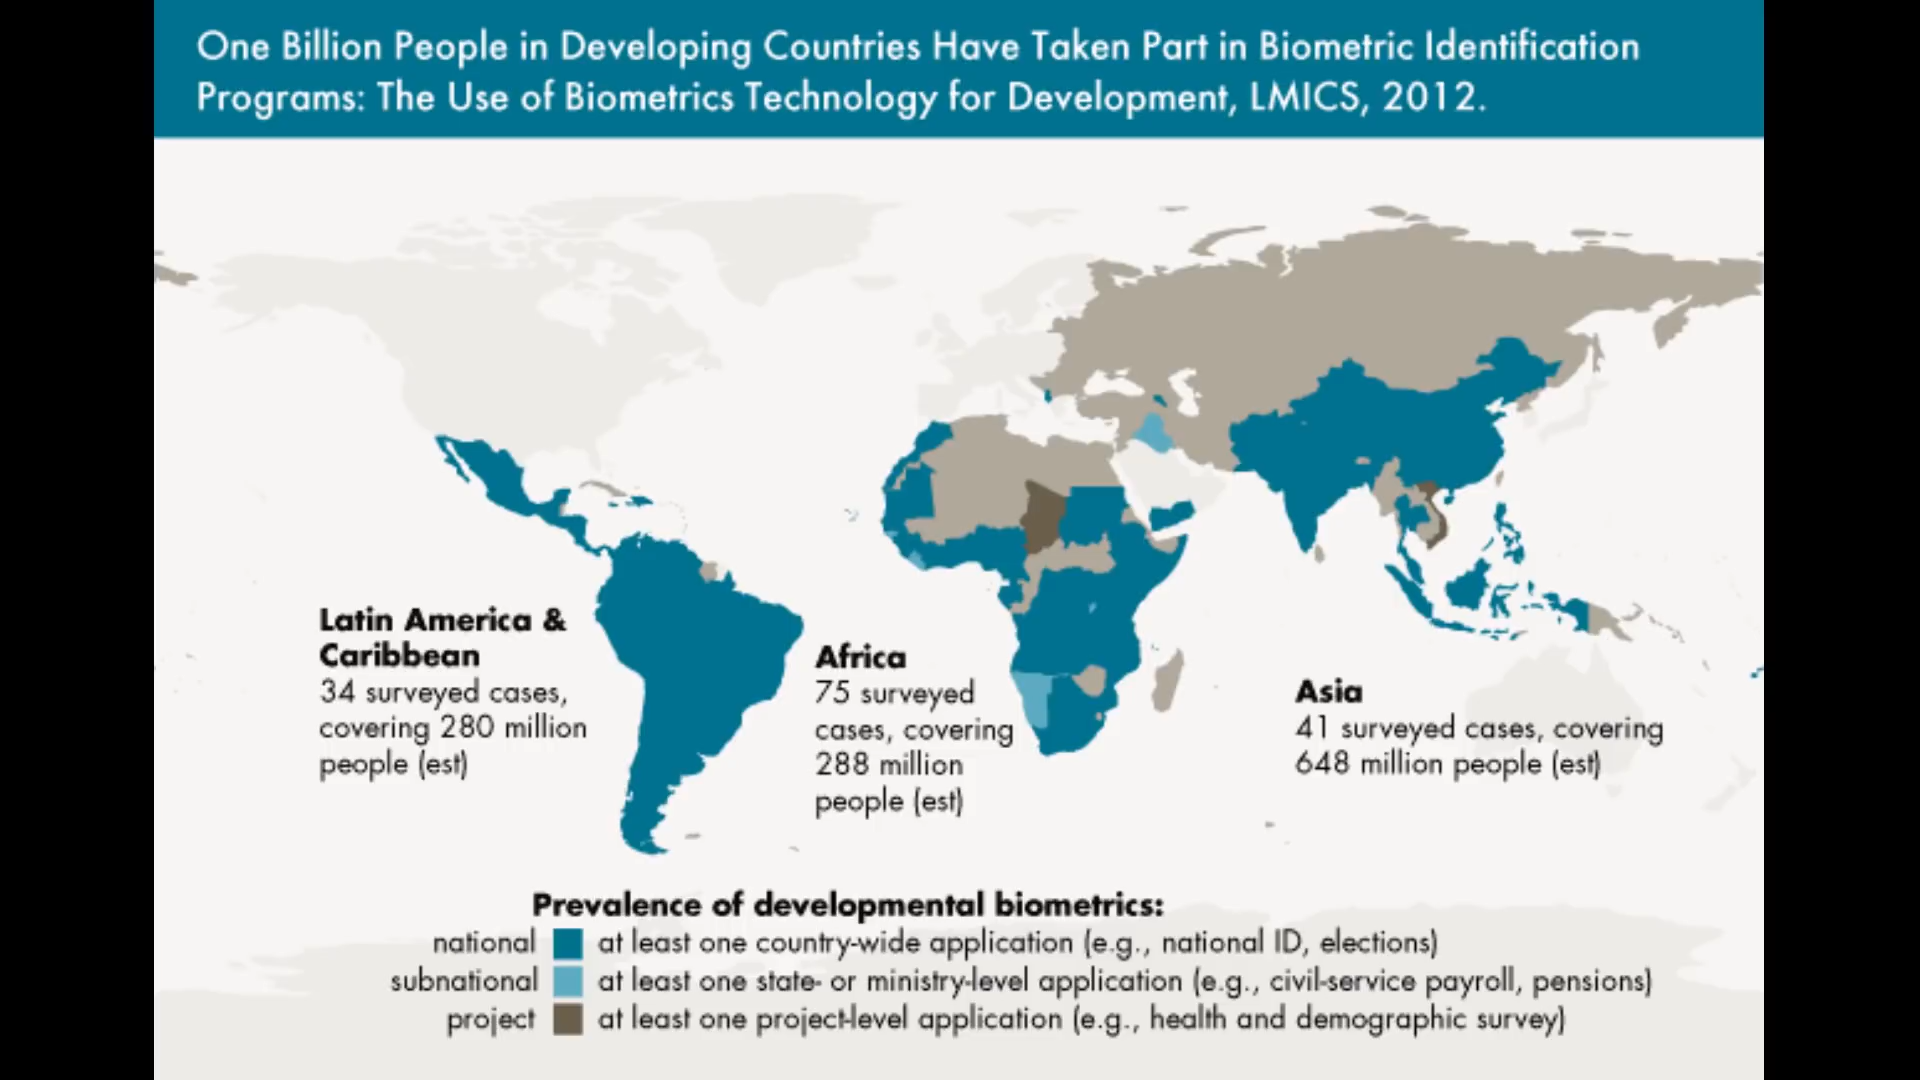 One Billion People in Developing Countries Have Taken Part in Biometric Identification
Programs: The Use of Biometrics Technology for Development, LMICS, 2012.
Latin America &
Caribbean
34 surveyed cases,
covering 280 million
people (est)
Africa
75 surveyed
cases, covering
288 million
people (est)
Asia
41 surveyed cases, covering
648 million people (est)
Prevalence of developmental biometrics:
national at least one country-wide application (e.g., national ID, elections)
subnational at least one state- or ministry-level application (e.g., civil-service payroll, pensions)
project at least one project-level application (e.g., health and demographic survey)